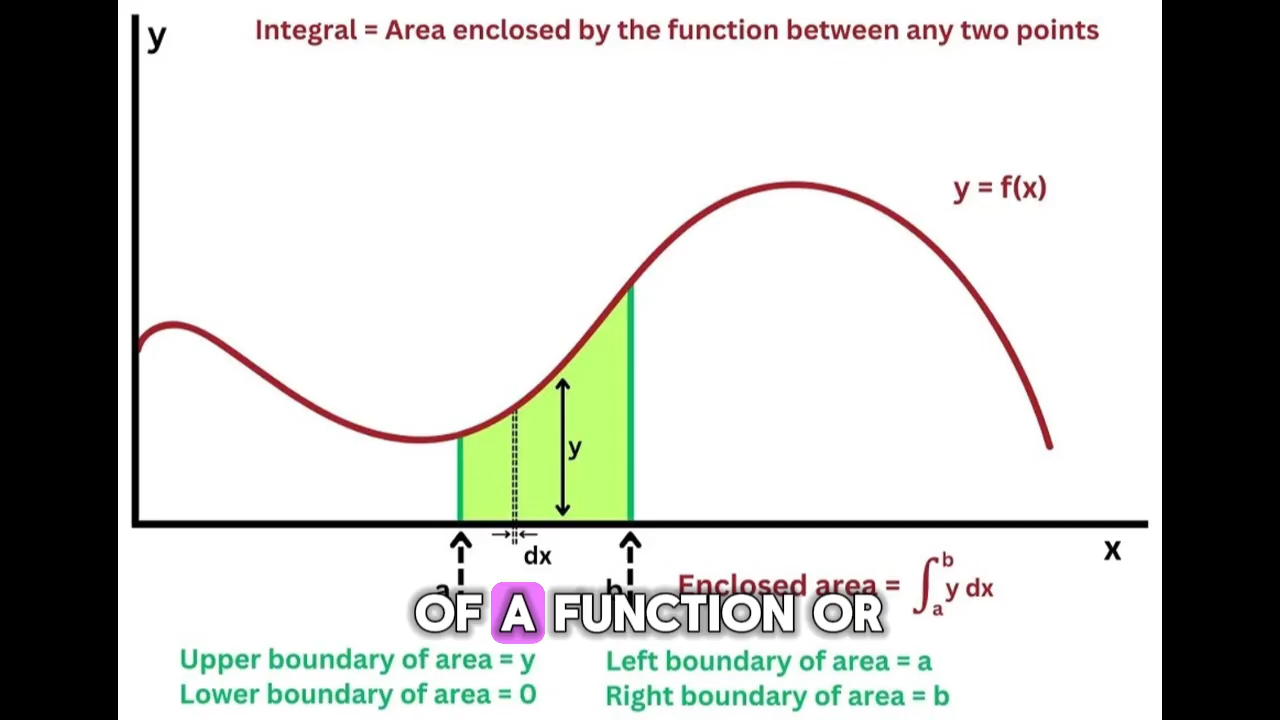 y
Integral = Area enclosed by the function between any two points
y = f(x)
y
dx
x
a
b
Enclosed area = ∫ₐᵇ y dx
OF A FUNCTION OR
Upper boundary of area = y
Left boundary of area = a
Lower boundary of area = 0
Right boundary of area = b